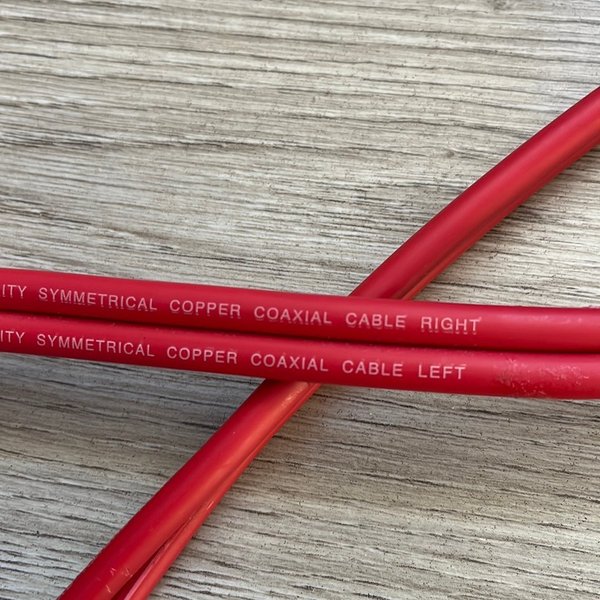 ITY SYMMETRICAL COPPER COAXIAL CABLE RIGHT
ITY SYMMETRICAL COPPER COAXIAL CABLE LEFT